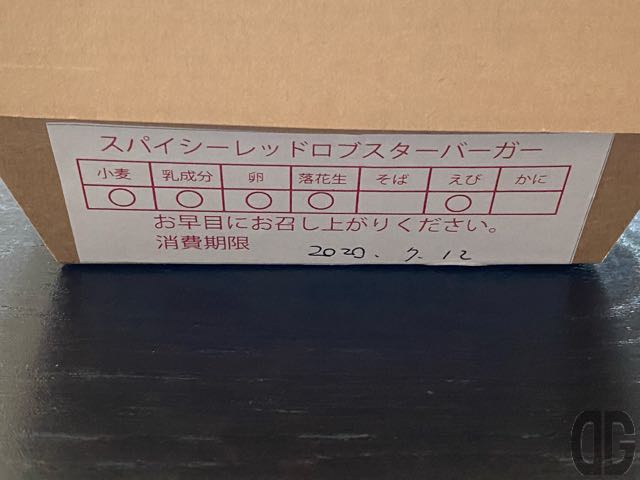 スパイシーレッドロブスターバーガー
小麦 乳成分 卵 落花生 そば えび かに
○ ○ ○ ○ ○
お早目にお召し上がりください。
消費期限 2020. 7. 12
DG